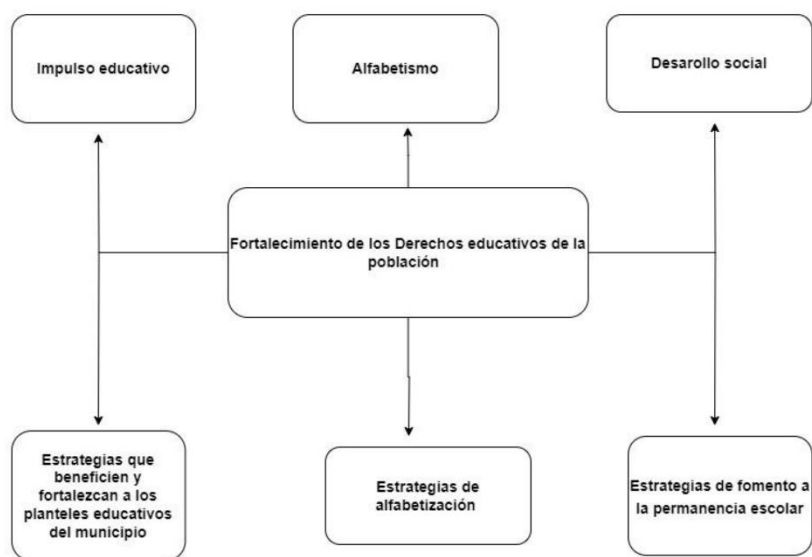 Impulso educativo
Alfabetismo
Desarollo social
Fortalecimiento de los Derechos educativos de la
población
Estrategias que
beneficien y
fortalezcan a los
planteles educativos
del municipio
Estrategias de
alfabetización
Estrategias de fomento a
la permanencia escolar